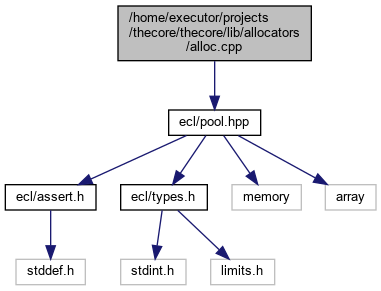 /home/executor/projects
/thecore/thecore/lib/allocators
/alloc.cpp
ecl/pool.hpp
ecl/assert.h
ecl/types.h
memory
array
stddef.h
stdint.h
limits.h